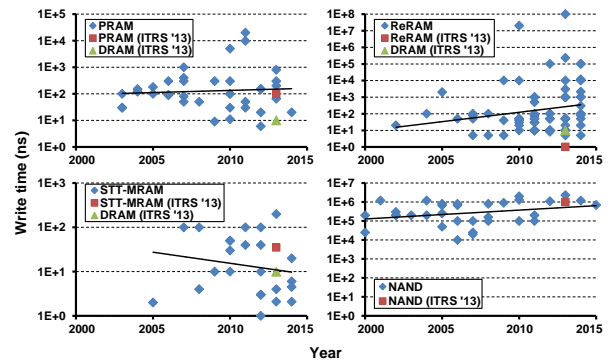 Write time (ns)
1E+5
1E+4
1E+3
1E+2
1E+1
1E+0
2000
2005
2010
2015
PRAM
PRAM (ITRS '13)
DRAM (ITRS '13)
1E+8
1E+7
1E+6
1E+5
1E+4
1E+3
1E+2
1E+1
1E+0
2000
2005
2010
2015
ReRAM
ReRAM (ITRS '13)
DRAM (ITRS '13)
1E+3
1E+2
1E+1
1E+0
2000
2005
2010
2015
STT-MRAM
STT-MRAM (ITRS '13)
DRAM (ITRS '13)
1E+8
1E+7
1E+6
1E+5
1E+4
1E+3
1E+2
1E+1
1E+0
2000
2005
2010
2015
NAND
NAND (ITRS '13)
Year